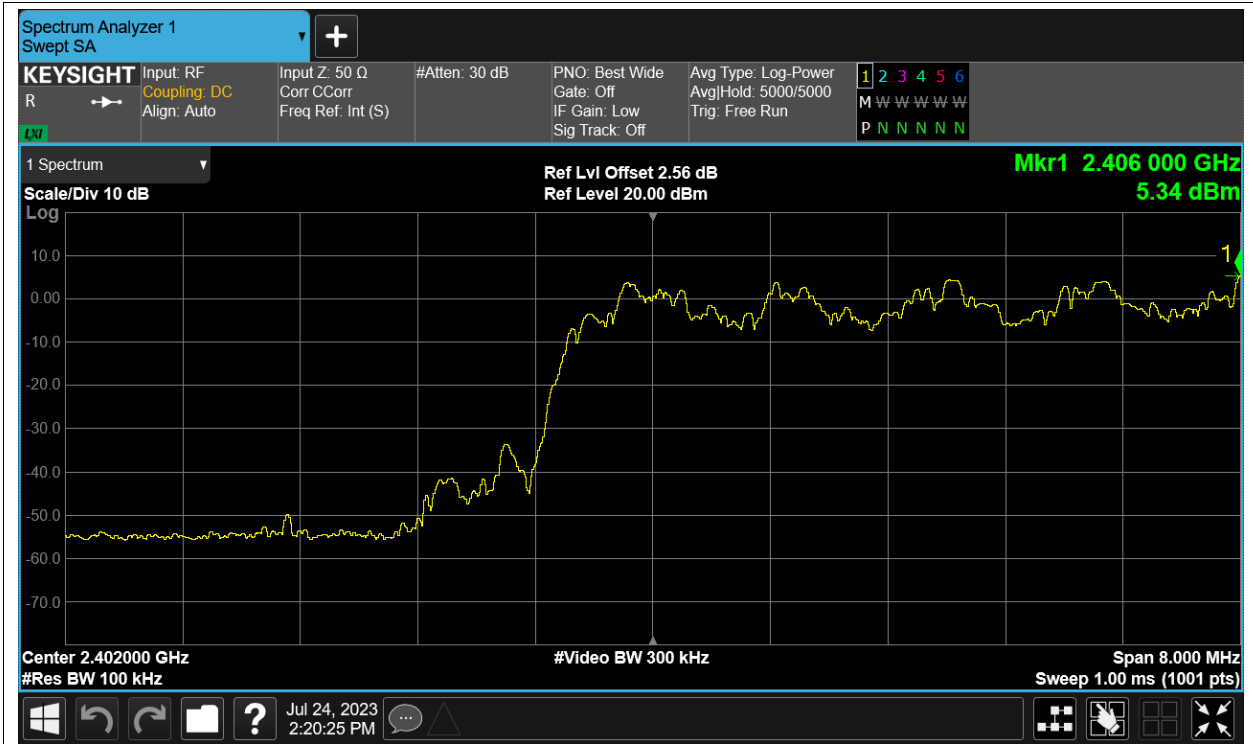 Spectrum Analyzer 1
Swept SA
KEYSIGHT
R
LXI
Input: RF
Coupling: DC
Align: Auto
Input Z: 50 Ω
Corr CCorr
Freq Ref: Int (S)
#Atten: 30 dB
PNO: Best Wide
Gate: Off
IF Gain: Low
Sig Track: Off
Avg Type: Log-Power
Avg|Hold: 5000/5000
Trig: Free Run
1 2 3 4 5 6
M W W W W W
P N N N N N
1 Spectrum
Scale/Div 10 dB
Log
Ref Lvl Offset 2.56 dB
Ref Level 20.00 dBm
Mkr1 2.406 000 GHz
5.34 dBm
1
10.0
0.00
-10.0
-20.0
-30.0
-40.0
-50.0
-60.0
-70.0
Center 2.402000 GHz
#Res BW 100 kHz
#Video BW 300 kHz
Span 8.000 MHz
Sweep 1.00 ms (1001 pts)
?
Jul 24, 2023
2:20:25 PM